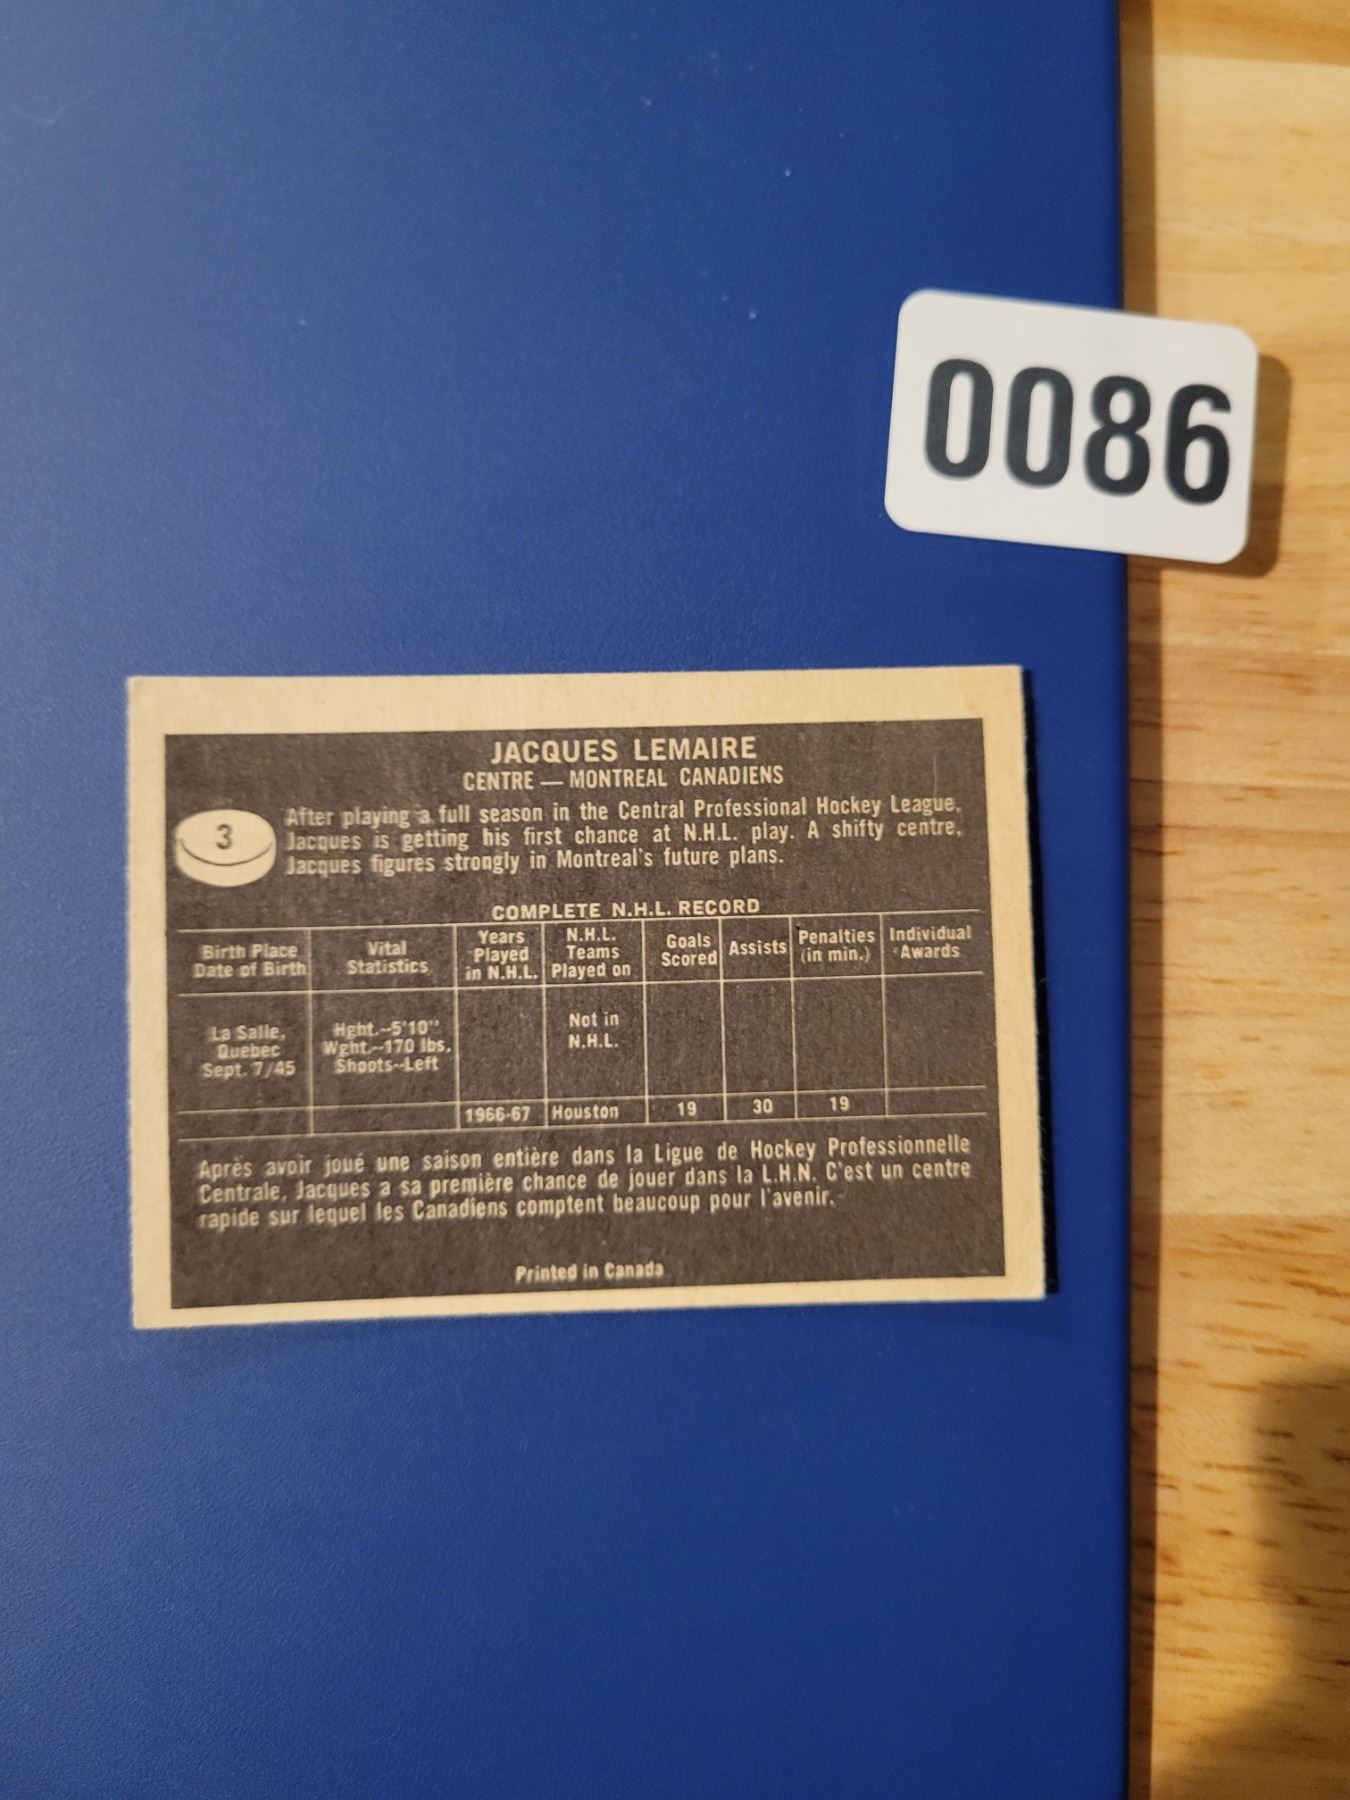 0086
JACQUES LEMAIRE
CENTRE — MONTREAL CANADIENS
3
After playing a full season in the Central Professional Hockey League,
Jacques is getting his first chance at N.H.L. play. A shifty centre,
Jacques figures strongly in Montreal's future plans.
COMPLETE N.H.L. RECORD
Birth Place Date of Birth | Vital Statistics | Years Played in N.H.L. | N.H.L. Teams Played on | Goals Scored | Assists | Penalties (in min.) | Individual Awards
La Salle, Quebec Sept. 7/45 | Hght.--5'10" Wght.--170 lbs. Shoots--Left | Not in N.H.L.
1966-67 Houston 19 30 19
Après avoir joué une saison entière dans la Ligue de Hockey Professionnelle
Centrale, Jacques a sa première chance de jouer dans la L.H.N. C'est un centre
rapide sur lequel les Canadiens comptent beaucoup pour l'avenir.
Printed in Canada